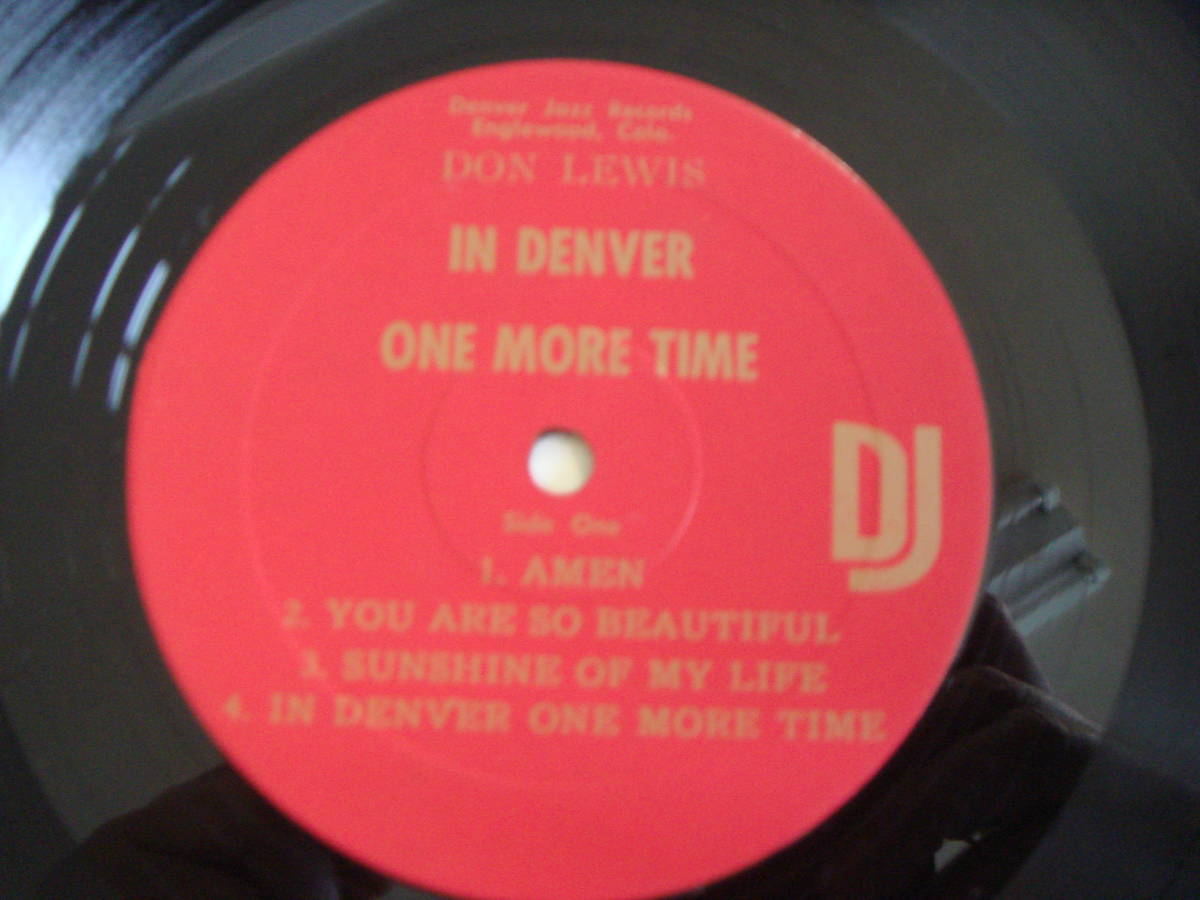 Denver Jazz Records
Englewood, Colo.
DON LEWIS
IN DENVER
ONE MORE TIME
DJ
Side One
1. AMEN
2. YOU ARE SO BEAUTIFUL
3. SUNSHINE OF MY LIFE
4. IN DENVER ONE MORE TIME